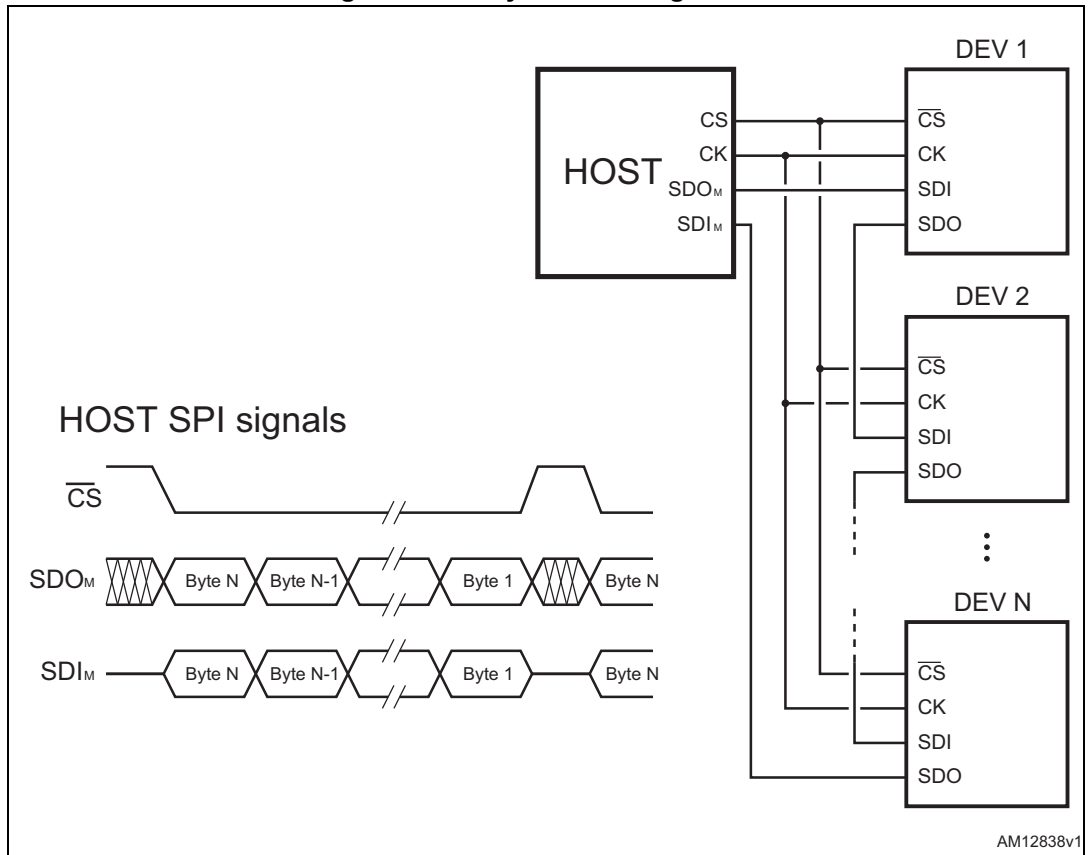 DEV 1
HOST
CS
CK
SDOM
SDIM
CS
CK
SDI
SDO
DEV 2
CS
CK
SDI
SDO
DEV N
CS
CK
SDI
SDO
HOST SPI signals
CS
SDOM Byte N Byte N-1 Byte 1 Byte N
SDIM Byte N Byte N-1 Byte 1 Byte N
AM12838v1